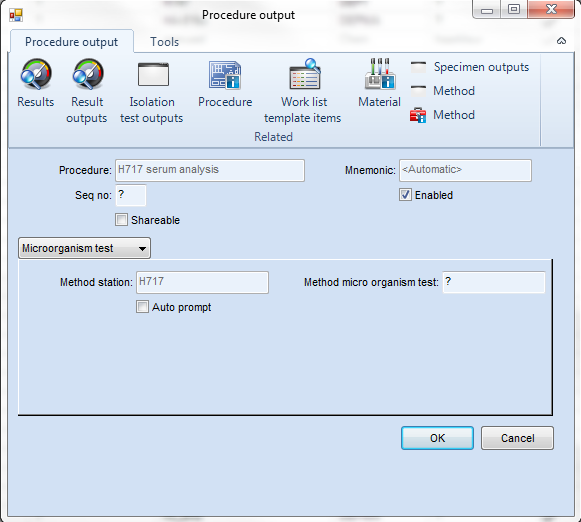 Procedure output
Procedure output Tools
Results
Result outputs
Isolation test outputs
Procedure
Work list template items
Material
Specimen outputs
Method
Method
Related
Procedure: H717 serum analysis
Mnemonic: <Automatic>
Seq no: ?
Enabled
Shareable
Microorganism test
Method station: H717
Method micro organism test: ?
Auto prompt
OK Cancel